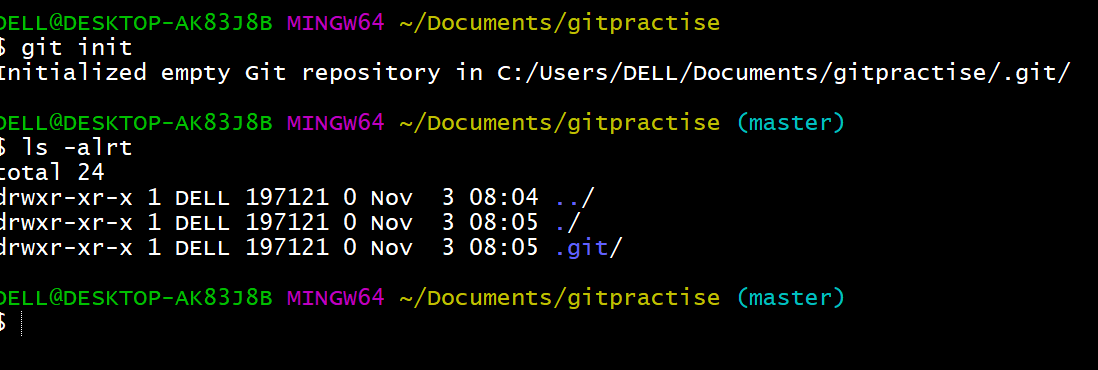 DELL@DESKTOP-AK83J8B MINGW64 ~/Documents/gitpractise
$ git init
Initialized empty Git repository in C:/Users/DELL/Documents/gitpractise/.git/
DELL@DESKTOP-AK83J8B MINGW64 ~/Documents/gitpractise (master)
$ ls -alrt
total 24
drwxr-xr-x 1 DELL 197121 0 Nov  3 08:04 ../
drwxr-xr-x 1 DELL 197121 0 Nov  3 08:05 ./
drwxr-xr-x 1 DELL 197121 0 Nov  3 08:05 .git/
DELL@DESKTOP-AK83J8B MINGW64 ~/Documents/gitpractise (master)
$